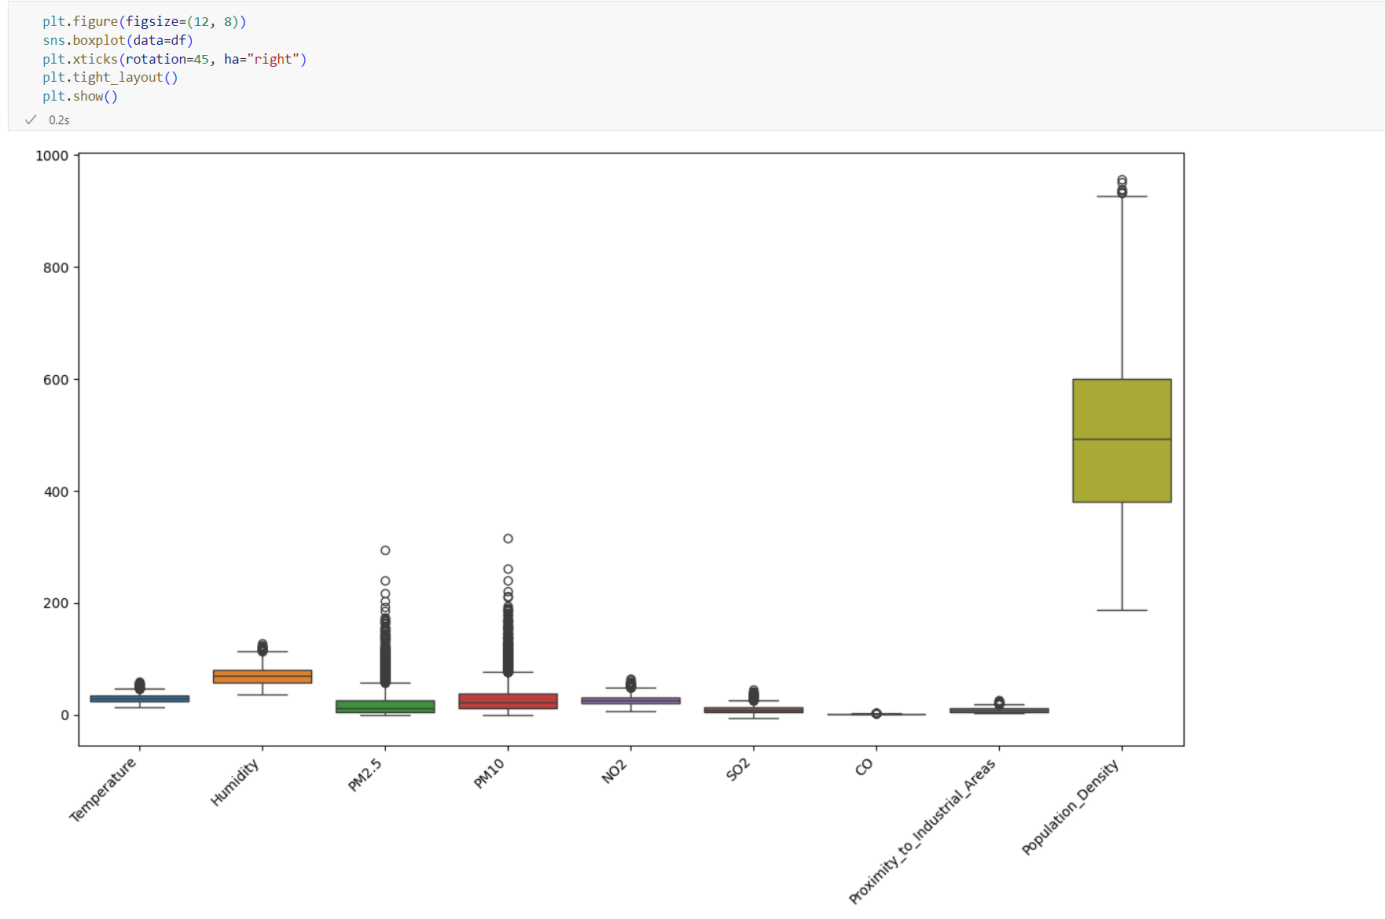 plt.figure(figsize=(12, 8))
sns.boxplot(data=df)
plt.xticks(rotation=45, ha="right")
plt.tight_layout()
plt.show()
0.2s
1000
800
600
400
200
0
Temperature
Humidity
PM2.5
PM10
NO2
SO2
CO
Proximity_to_Industrial_Areas
Population_Density